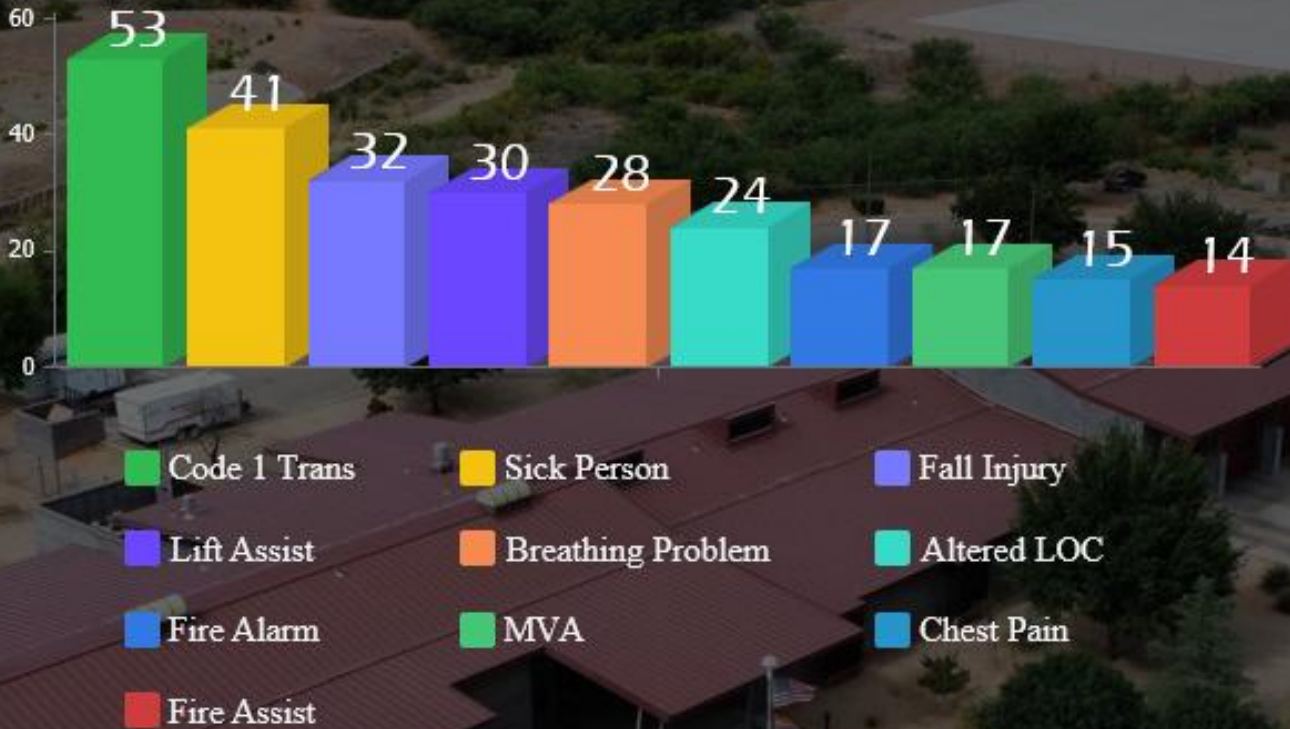 60
53
41
40
32
30
28
24
20
17
17
15
14
0
Code 1 Trans
Sick Person
Fall Injury
Lift Assist
Breathing Problem
Altered LOC
Fire Alarm
MVA
Chest Pain
Fire Assist